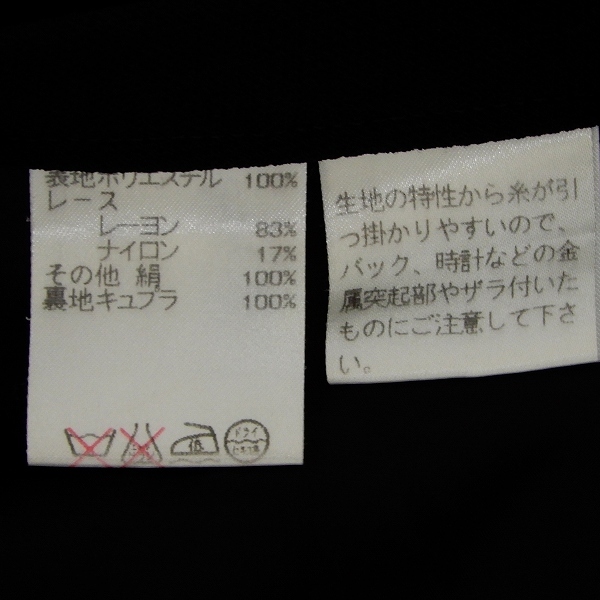 表地ポリエステル 100%
レース
レーヨン 83%
ナイロン 17%
その他 絹 100%
裏地キュプラ 100%
低
ドライ
生地の特性から糸が引
っ掛かりやすいので、
バック、時計などの金
属突起部やザラ付いた
ものにご注意して下さ
い。